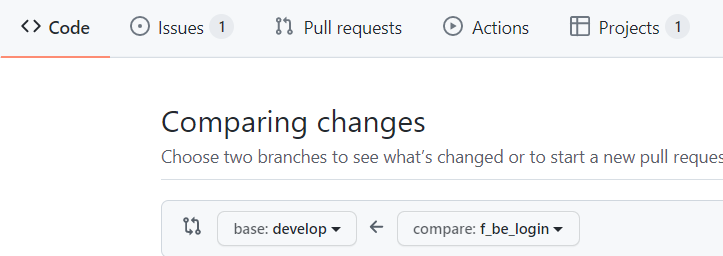 Code Issues 1 Pull requests Actions Projects 1
Comparing changes
Choose two branches to see what's changed or to start a new pull reques
base: develop compare: f_be_login